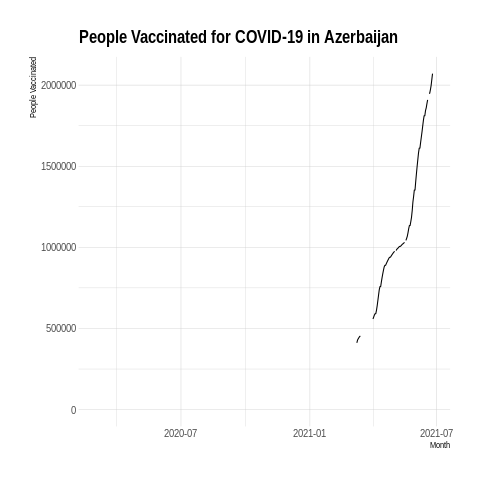 People Vaccinated for COVID-19 in Azerbaijan
People Vaccinated
2000000
1500000
1000000
500000
0
2020-07 2021-01 2021-07
Month